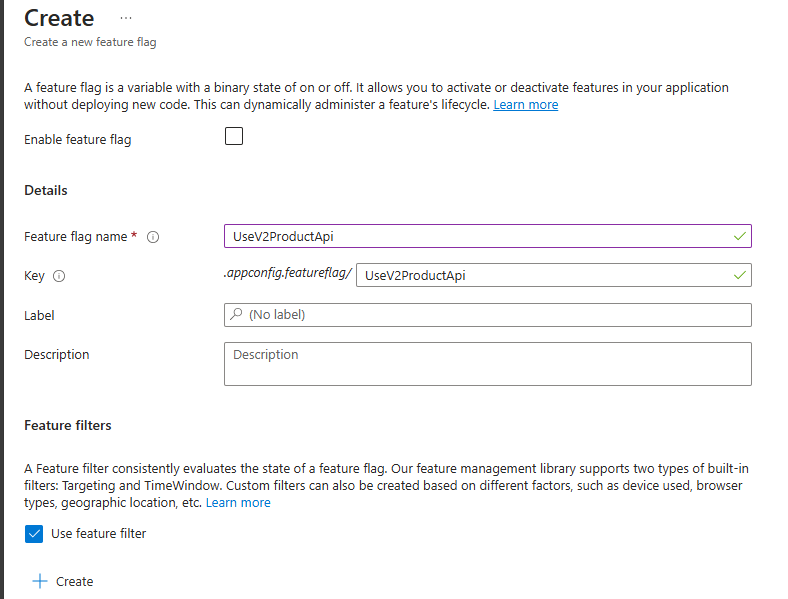 Create ...
Create a new feature flag
A feature flag is a variable with a binary state of on or off. It allows you to activate or deactivate features in your application
without deploying new code. This can dynamically administer a feature's lifecycle. Learn more
Enable feature flag
Details
Feature flag name * UseV2ProductApi
Key .appconfig.featureflag/ UseV2ProductApi
Label (No label)
Description Description
Feature filters
A Feature filter consistently evaluates the state of a feature flag. Our feature management library supports two types of built-in
filters: Targeting and TimeWindow. Custom filters can also be created based on different factors, such as device used, browser
types, geographic location, etc. Learn more
Use feature filter
+ Create